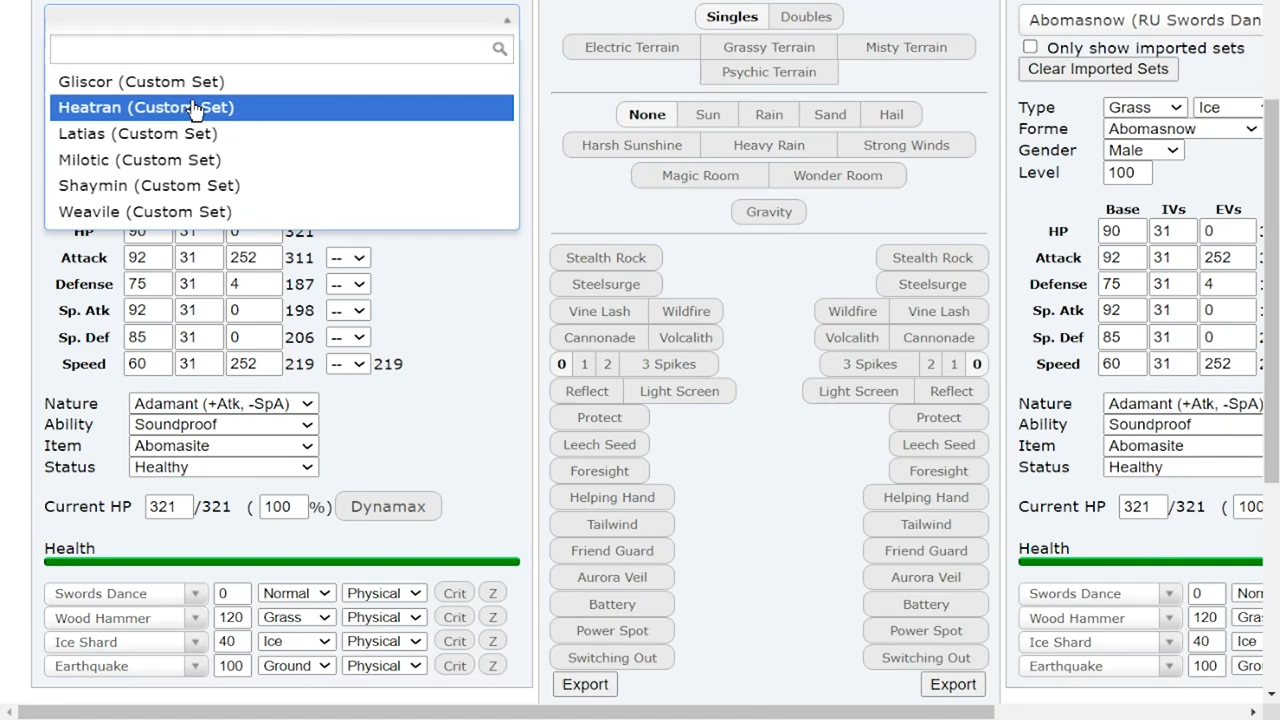 Gliscor (Custom Set)
Heatran (Custom Set)
Latias (Custom Set)
Milotic (Custom Set)
Shaymin (Custom Set)
Weavile (Custom Set)
HP 90 31 0 321
Attack 92 31 252 311 --
Defense 75 31 4 187 --
Sp. Atk 92 31 0 198 --
Sp. Def 85 31 0 206 --
Speed 60 31 252 219 -- 219
Nature Adamant (+Atk, -SpA)
Ability Soundproof
Item Abomasite
Status Healthy
Current HP 321 /321 ( 100 %) Dynamax
Health
Swords Dance 0 Normal Physical Crit Z
Wood Hammer 120 Grass Physical Crit Z
Ice Shard 40 Ice Physical Crit Z
Earthquake 100 Ground Physical Crit Z
Singles Doubles
Electric Terrain Grassy Terrain Misty Terrain
Psychic Terrain
None Sun Rain Sand Hail
Harsh Sunshine Heavy Rain Strong Winds
Magic Room Wonder Room
Gravity
Stealth Rock Stealth Rock
Steelsurge Steelsurge
Vine Lash Wildfire Wildfire Vine Lash
Cannonade Volcalith Volcalith Cannonade
0 1 2 3 Spikes 3 Spikes 2 1 0
Reflect Light Screen Light Screen Reflect
Protect Protect
Leech Seed Leech Seed
Foresight Foresight
Helping Hand Helping Hand
Tailwind Tailwind
Friend Guard Friend Guard
Aurora Veil Aurora Veil
Battery Battery
Power Spot Power Spot
Switching Out Switching Out
Export Export
Abomasnow (RU Swords Dan
Only show imported sets
Clear Imported Sets
Type Grass Ice
Forme Abomasnow
Gender Male
Level 100
Base IVs EVs
HP 90 31 0
Attack 92 31 252
Defense 75 31 4
Sp. Atk 92 31 0
Sp. Def 85 31 0
Speed 60 31 252
Nature Adamant (+Atk, -SpA)
Ability Soundproof
Item Abomasite
Status Healthy
Current HP 321 /321 ( 100
Health
Swords Dance 0 Nor
Wood Hammer 120 Gra
Ice Shard 40 Ice
Earthquake 100 Gro